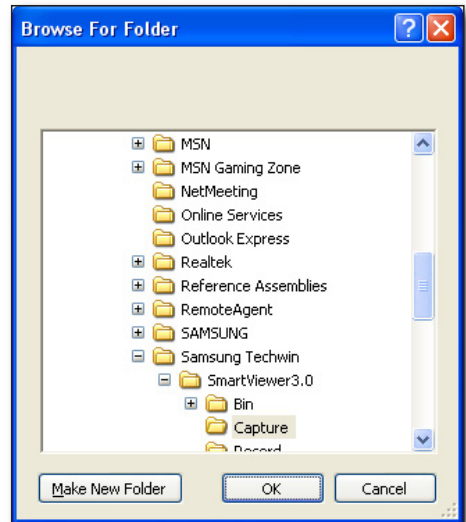 Browse For Folder
MSN
MSN Gaming Zone
NetMeeting
Online Services
Outlook Express
Realtek
Reference Assemblies
RemoteAgent
SAMSUNG
Samsung Techwin
SmartViewer3.0
Bin
Capture
Record
Make New Folder OK Cancel